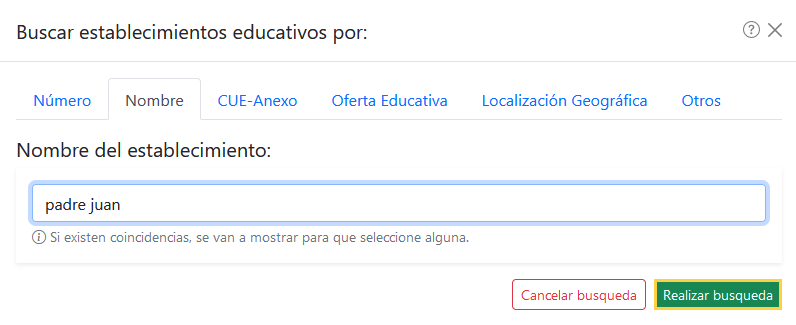 Buscar establecimientos educativos por:
Número Nombre CUE-Anexo Oferta Educativa Localización Geográfica Otros
Nombre del establecimiento:
padre juan
Si existen coincidencias, se van a mostrar para que seleccione alguna.
Cancelar busqueda Realizar busqueda